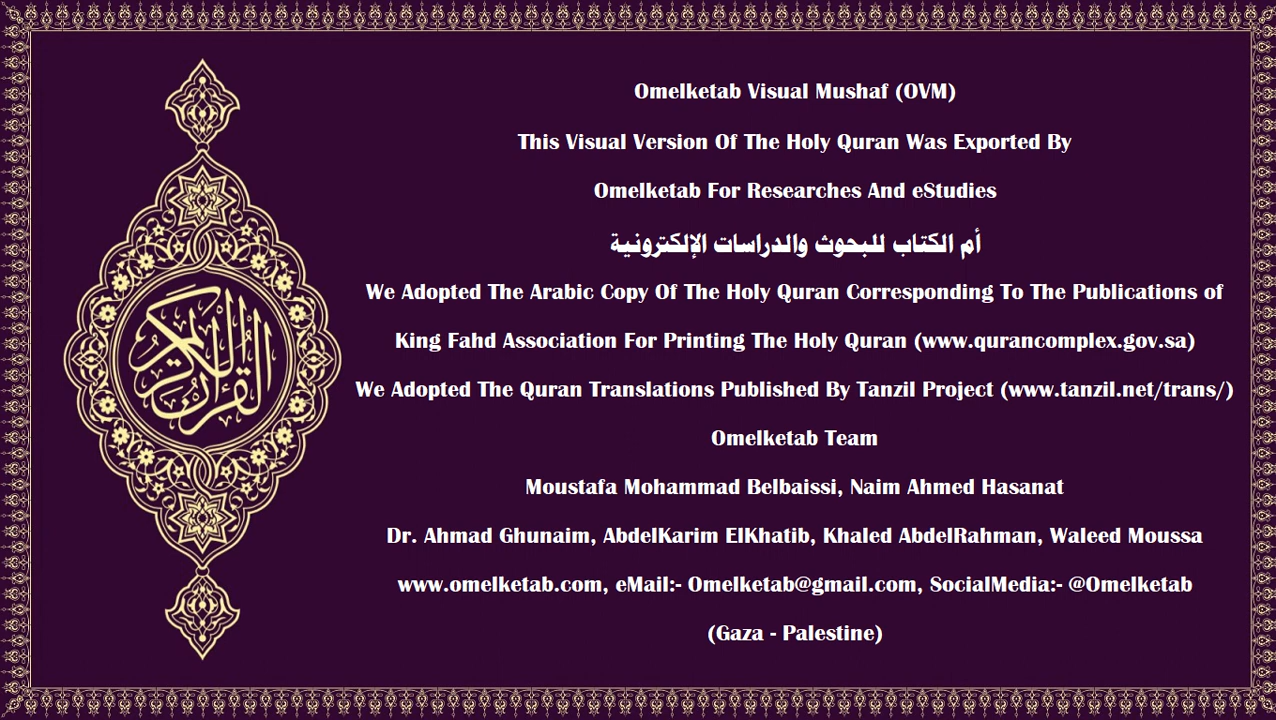 Omelketab Visual Mushaf (OVM)
This Visual Version Of The Holy Quran Was Exported By
Omelketab For Researches And eStudies
أم الكتاب للبحوث والدراسات الإلكترونية
We Adopted The Arabic Copy Of The Holy Quran Corresponding To The Publications of
King Fahd Association For Printing The Holy Quran (www.qurancomplex.gov.sa)
We Adopted The Quran Translations Published By Tanzil Project (www.tanzil.net/trans/)
Omelketab Team
Moustafa Mohammad Belbaissi, Naim Ahmed Hasanat
Dr. Ahmad Ghunaim, AbdelKarim ElKhatib, Khaled AbdelRahman, Waleed Moussa
www.omelketab.com, eMail:- Omelketab@gmail.com, SocialMedia:- @Omelketab
(Gaza - Palestine)
القرآن الكريم